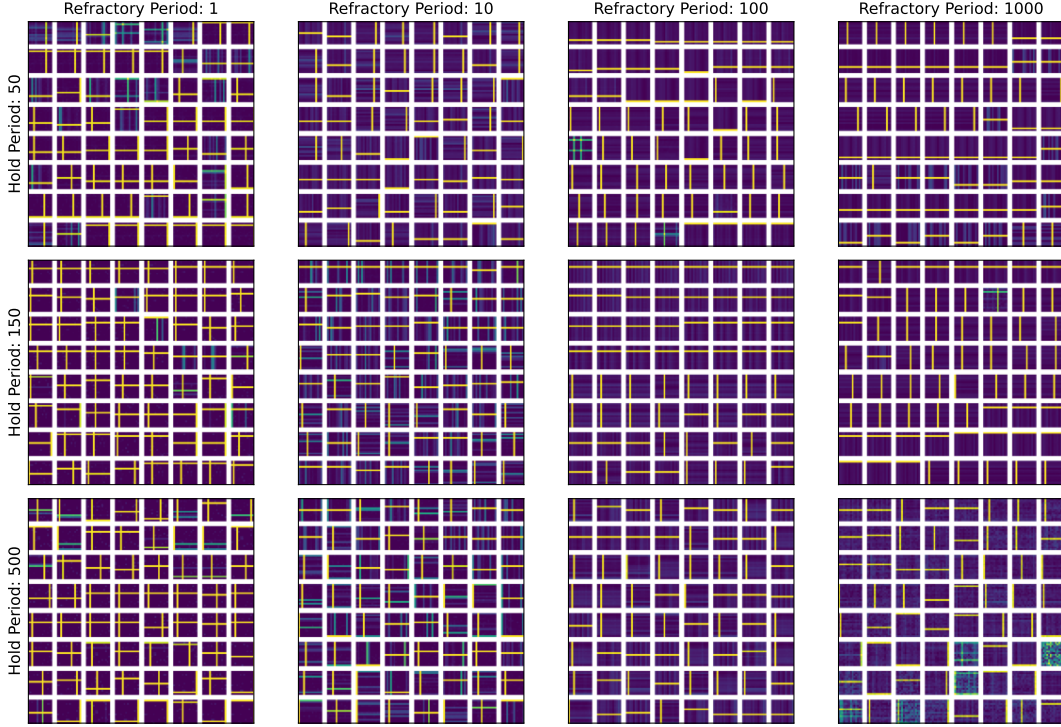 Refractory Period: 1
Refractory Period: 10
Refractory Period: 100
Refractory Period: 1000
Hold Period: 50
Hold Period: 150
Hold Period: 500